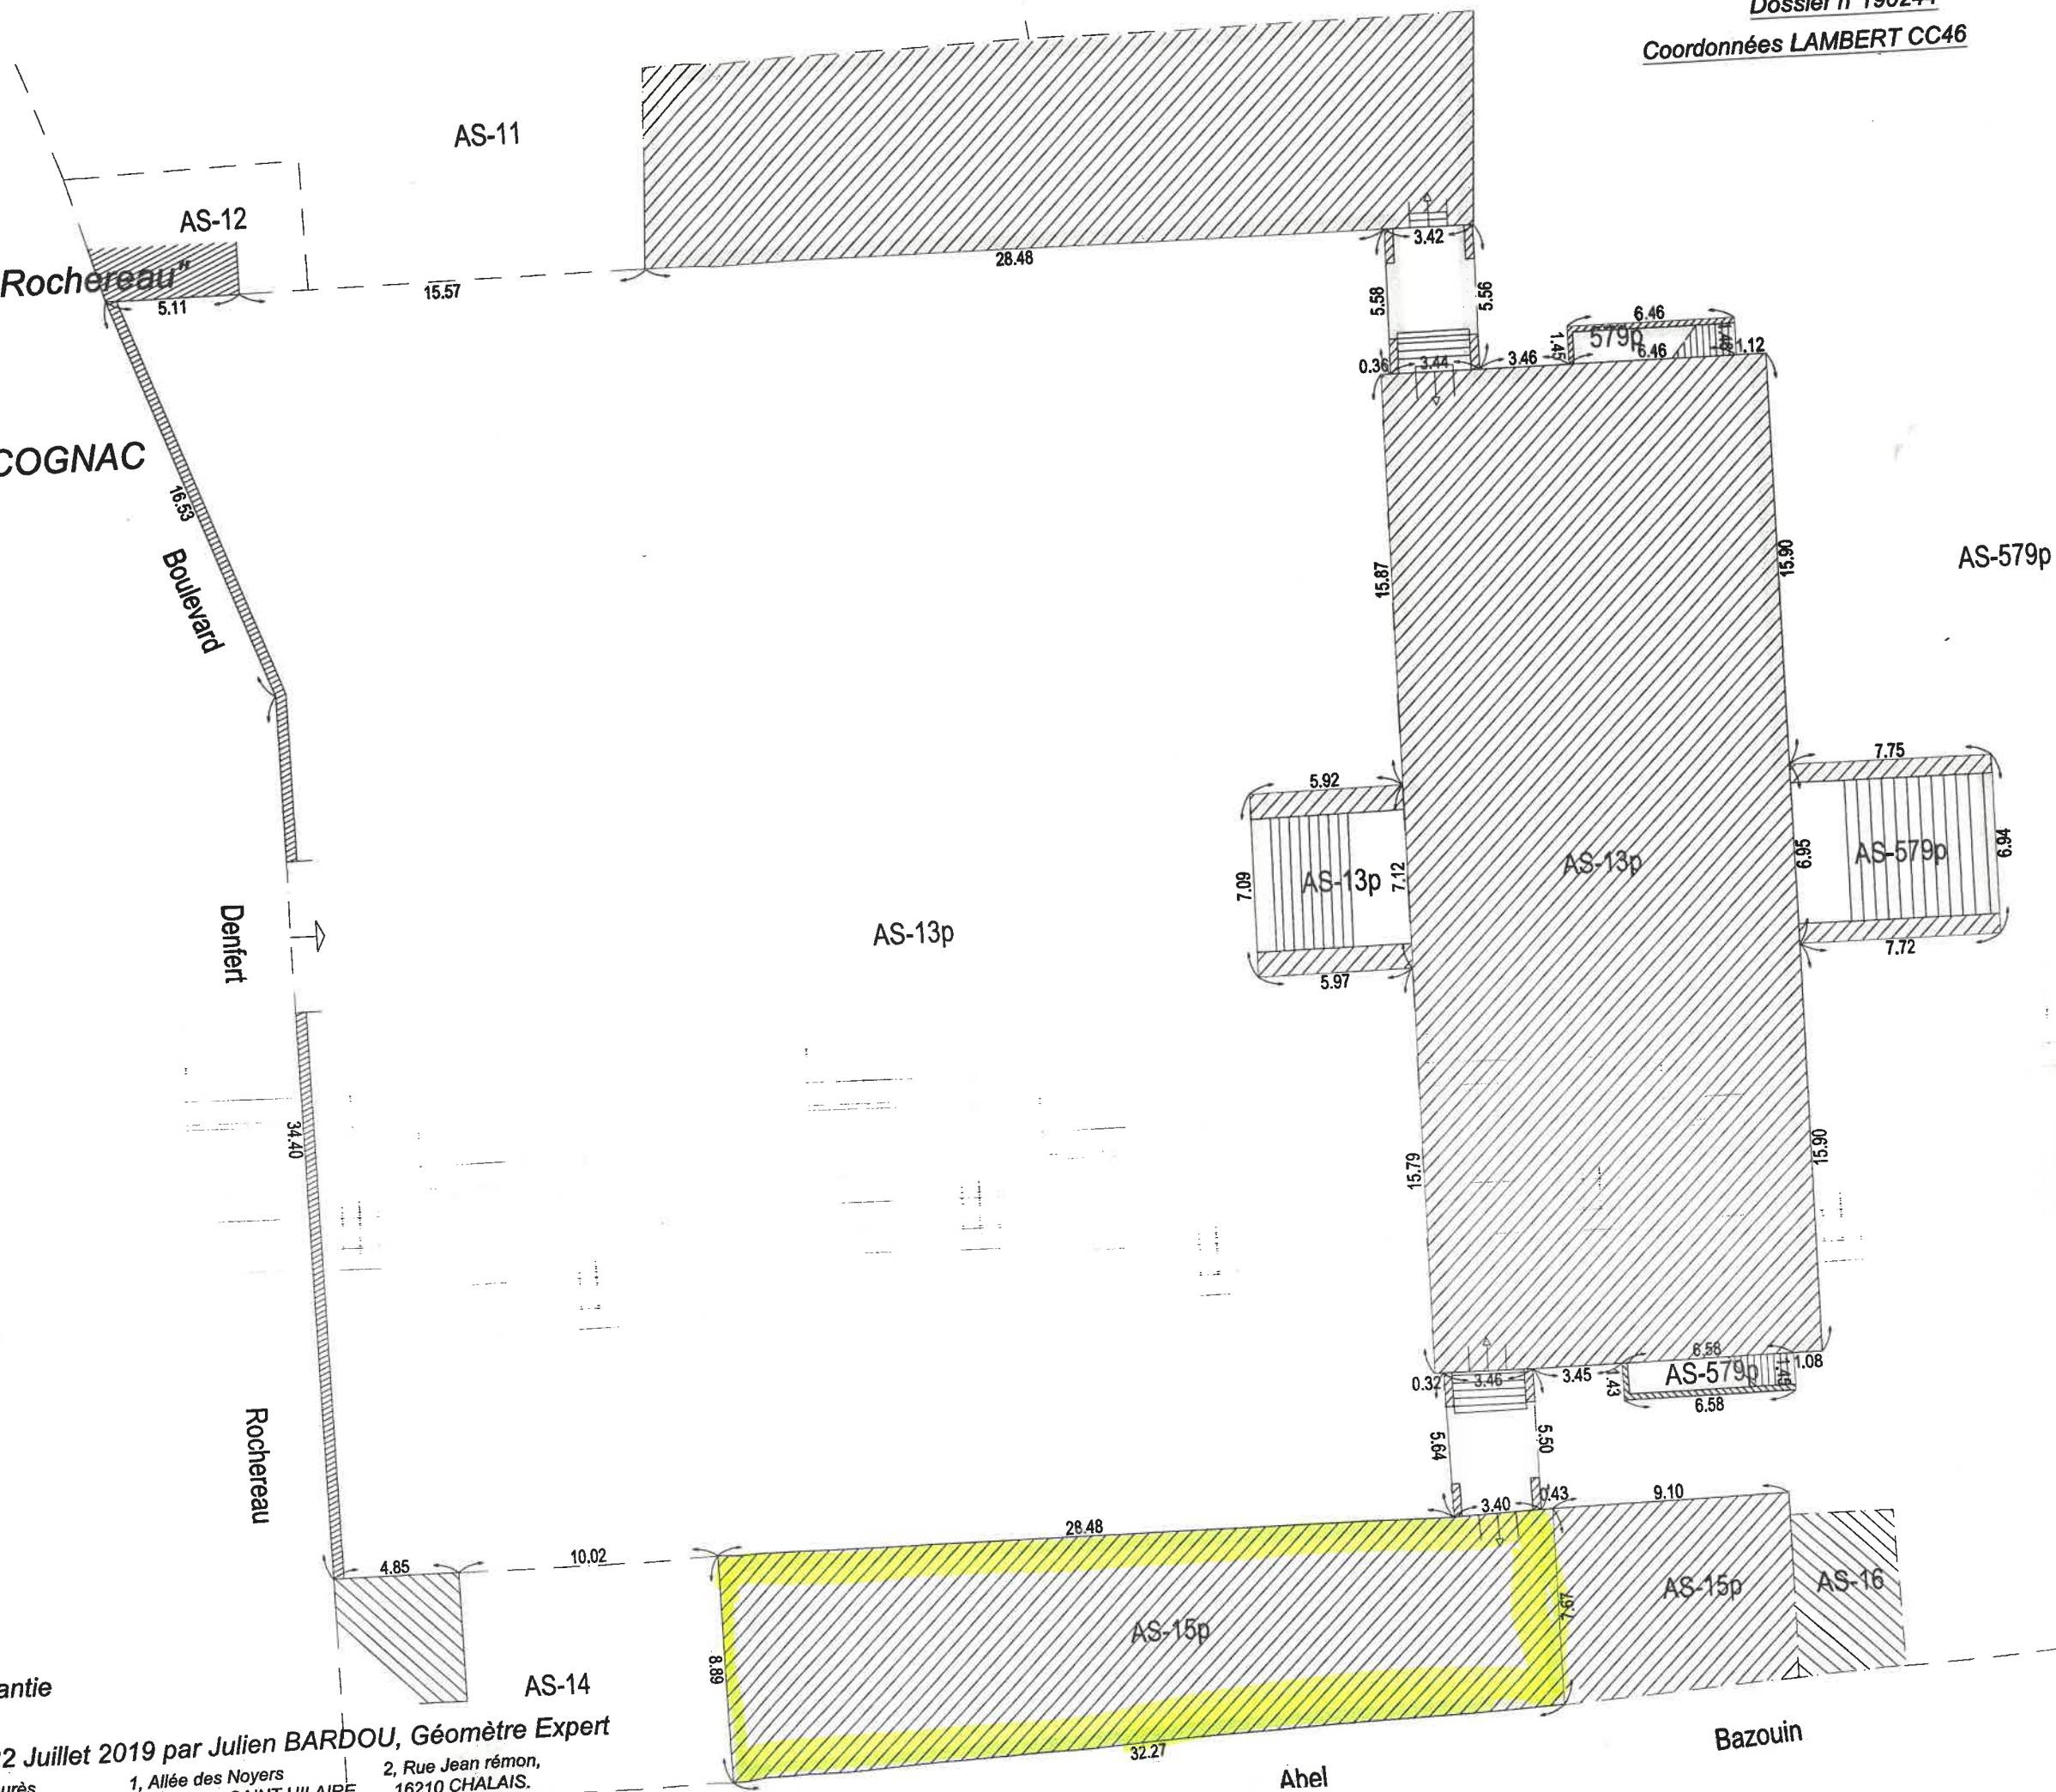 Coordonnées LAMBERT CC46
AS-11
AS-12
Rochereau"
5.11
15.57
28.48
3.42
5.58
5.56
6.46
579p
1.45
6.46
1.12
0.36
3.44
3.46
COGNAC
16.53
Boulevard
15.87
15.90
AS-579p
7.75
5.92
7.09
AS-13p
7.12
AS-13p
6.95
AS-579p
6.94
Denfert
AS-13p
5.97
7.72
34.40
15.79
15.90
6.58
0.32
3.46
3.45
1.43
AS-579p
1.08
6.58
Rochereau
5.64
5.50
3.40
0.43
9.10
28.48
4.85
10.02
AS-15p
7.67
AS-15p
AS-16
8.89
AS-14
antie
2 Juillet 2019 par Julien BARDOU, Géomètre Expert
1, Allée des Noyers
2, Rue Jean rémon,
16210 CHALAIS.
32.27
Abel
Bazouin